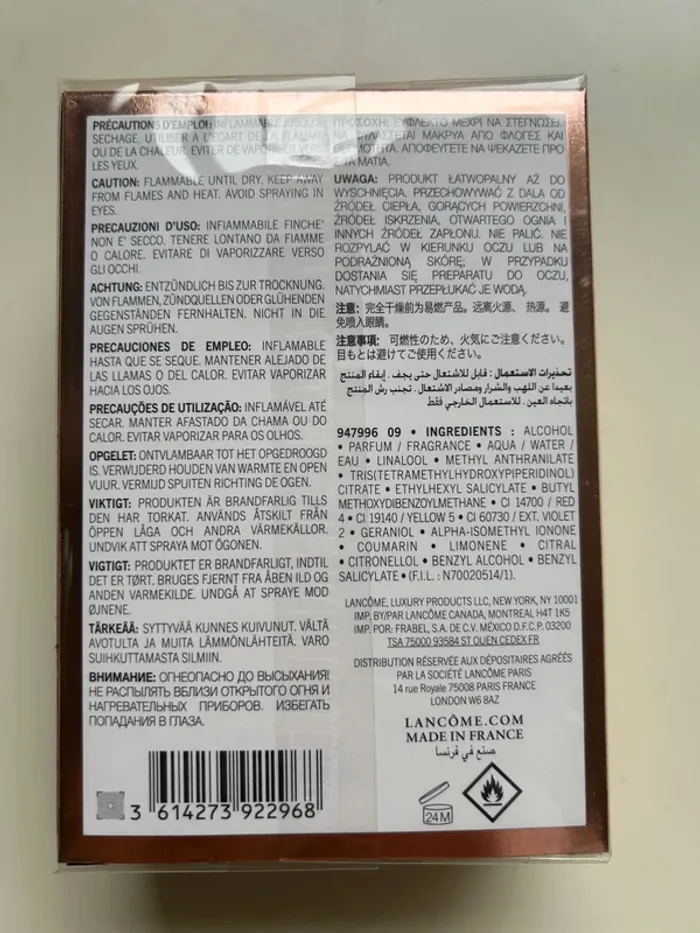 PRÉCAUTIONS D'EMPLOI: INFLAMMABLE JUSQU'AU
SECHAGE. UTILISER A L'ÉCART DE LA FLAMME
OU DE LA CHALEUR. EVITER DE VAPORISER VERS
LES YEUX.
CAUTION: FLAMMABLE UNTIL DRY. KEEP AWAY
FROM FLAMES AND HEAT. AVOID SPRAYING IN
EYES.
PRECAUZIONI D'USO: INFIAMMABILE FINCHE'
NON E' SECCO. TENERE LONTANO DA FIAMME
O CALORE. EVITARE DI VAPORIZZARE VERSO
GLI OCCHI.
ACHTUNG: ENTZÜNDLICH BIS ZUR TROCKNUNG.
VON FLAMMEN, ZÜNDQUELLEN ODER GLÜHENDEN
GEGENSTÄNDEN FERNHALTEN. NICHT IN DIE
AUGEN SPRÜHEN.
PRECAUCIONES DE EMPLEO: INFLAMABLE
HASTA QUE SE SEQUE. MANTENER ALEJADO DE
LAS LLAMAS O DEL CALOR. EVITAR VAPORIZAR
HACIA LOS OJOS.
PRECAUÇÕES DE UTILIZAÇÃO: INFLAMÁVEL ATÉ
SECAR. MANTER AFASTADO DA CHAMA OU DO
CALOR. EVITAR VAPORIZAR PARA OS OLHOS.
OPGELET: ONTVLAMBAAR TOT HET OPGEDROOGD
IS. VERWIJDERD HOUDEN VAN WARMTE EN OPEN
VUUR. VERMIJD SPUITEN RICHTING DE OGEN.
VIKTIGT: PRODUKTEN ÄR BRANDFARLIG TILLS
DEN HAR TORKAT. ANVÄNDS ÅTSKILT FRÅN
ÖPPEN LÅGA OCH ANDRA VÄRMEKÄLLOR.
UNDVIK ATT SPRAYA MOT ÖGONEN.
VIGTIGT: PRODUKTET ER BRANDFARLIGT, INDTIL
DET ER TØRT. BRUGES FJERNT FRA ÅBEN ILD OG
ANDEN VARMEKILDE. UNDGÅ AT SPRAYE MOD
ØJNENE.
TÄRKEÄÄ: SYTTYVÄÄ KUNNES KUIVUNUT. VÄLTÄ
AVOTULTA JA MUITA LÄMMÖNLÄHTEITÄ. VARO
SUIHKUTTAMASTA SILMIIN.
ВНИМАНИЕ: ОГНЕОПАСНО ДО ВЫСЫХАНИЯ!
НЕ РАСПЫЛЯТЬ ВБЛИЗИ ОТКРЫТОГО ОГНЯ И
НАГРЕВАТЕЛЬНЫХ ПРИБОРОВ. ИЗБЕГАТЬ
ПОПАДАНИЯ В ГЛАЗА.
3 614273 922968
ΠΡΟΣΟΧΗ: ΕΥΦΛΕΚΤΟ ΜΕΧΡΙ ΝΑ ΣΤΕΓΝΩΣΕΙ.
ΝΑ ΦΥΛΑΣΣΕΤΑΙ ΜΑΚΡΥΑ ΑΠΟ ΦΛΟΓΕΣ ΚΑΙ
ΘΕΡΜΟΤΗΤΑ. ΑΠΟΦΕΥΓΕΤΕ ΝΑ ΨΕΚΑΖΕΤΕ ΠΡΟ
ΣΤΑ ΜΑΤΙΑ.
UWAGA: PRODUKT ŁATWOPALNY AŻ DO
WYSCHNIĘCIA. PRZECHOWYWAĆ Z DALA OD
ŹRÓDEŁ CIEPŁA, GORĄCYCH POWIERZCHNI,
ŹRÓDEŁ ISKRZENIA, OTWARTEGO OGNIA I
INNYCH ŹRÓDEŁ ZAPŁONU. NIE PALIĆ. NIE
ROZPYLAĆ W KIERUNKU OCZU LUB NA
PODRAŻNIONĄ SKÓRĘ; W PRZYPADKU
DOSTANIA SIĘ PREPARATU DO OCZU,
NATYCHMIAST PRZEPŁUKAĆ JE WODĄ.
注意: 完全干燥前为易燃产品。远离火源、 热源。 避
免喷入眼睛。
注意事項: 可燃性のため、火気にご注意ください。
目もとは避けてご使用ください。
تحذيرات الاستعمال : قابل للاشتعال حتى يجف . إبقاء المنتج
بعيدا عن اللهب والشرار ومصادر الاشتعال . تجنب رش المنتج
باتجاه العين . للاستعمال الخارجي فقط
947996 09 • INGREDIENTS : ALCOHOL
• PARFUM / FRAGRANCE • AQUA / WATER /
EAU • LINALOOL • METHYL ANTHRANILATE
• TRIS(TETRAMETHYLHYDROXYPIPERIDINOL)
CITRATE • ETHYLHEXYL SALICYLATE • BUTYL
METHOXYDIBENZOYLMETHANE • CI 14700 / RED
4 • CI 19140 / YELLOW 5 • CI 60730 / EXT. VIOLET
2 • GERANIOL • ALPHA-ISOMETHYL IONONE
• COUMARIN • LIMONENE • CITRAL
• CITRONELLOL • BENZYL ALCOHOL • BENZYL
SALICYLATE • (F.I.L. : N70020514/1).
LANCÔME, LUXURY PRODUCTS LLC, NEW YORK, NY 10001
IMP. BY/PAR LANCÔME CANADA, MONTREAL H4T 1K5
IMP. POR: FRABEL, S.A. DE C.V. MÉXICO D.F. C.P. 03200
TSA 75000 93584 ST OUEN CEDEX FR
DISTRIBUTION RÉSERVÉE AUX DÉPOSITAIRES AGRÉÉS
PAR LA SOCIÉTÉ LANCÔME PARIS
14 rue Royale 75008 PARIS FRANCE
LONDON W6 8AZ
LANCÔME.COM
MADE IN FRANCE
صنع في فرنسا
24M